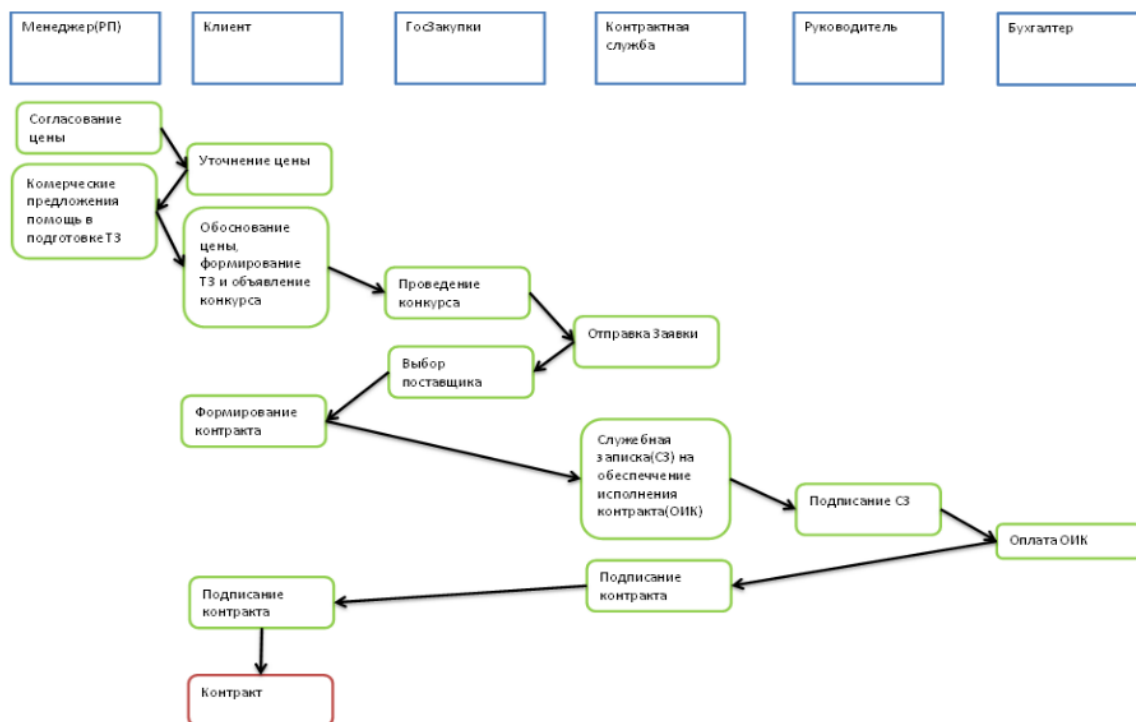 Менеджер(РП)
Клиент
ГосЗакупки
Контрактная
служба
Руководитель
Бухгалтер
Согласование
цены
Уточнение цены
Комерческие
предложения
помощь в
подготовке ТЗ
Обоснование
цены,
формирование
ТЗ и объявление
конкурса
Проведение
конкурса
Отправка Заявки
Выбор
поставщика
Формирование
контракта
Служебная
записка(СЗ) на
обеспеччение
исполнения
контракта(ОИК)
Подписание СЗ
Оплата ОИК
Подписание
контракта
Подписание
контракта
Контракт